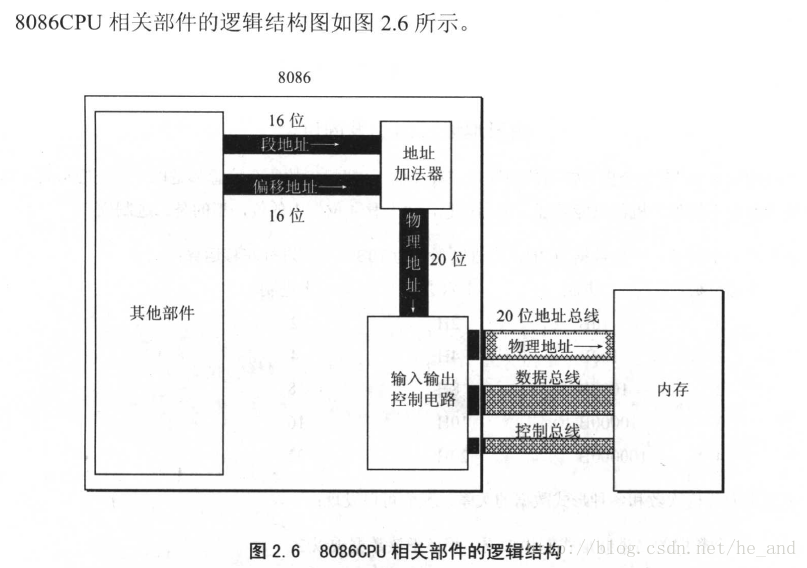 8086CPU 相关部件的逻辑结构图如图 2.6 所示。
8086
16 位
段地址→
偏移地址→
16 位
地址
加法器
物
理
地
址
↓
20 位
其他部件
输入输出
控制电路
20 位地址总线
物理地址→
数据总线
控制总线
内存
图 2.6 8086CPU 相关部件的逻辑结构
://blog.csdn.net/he_and